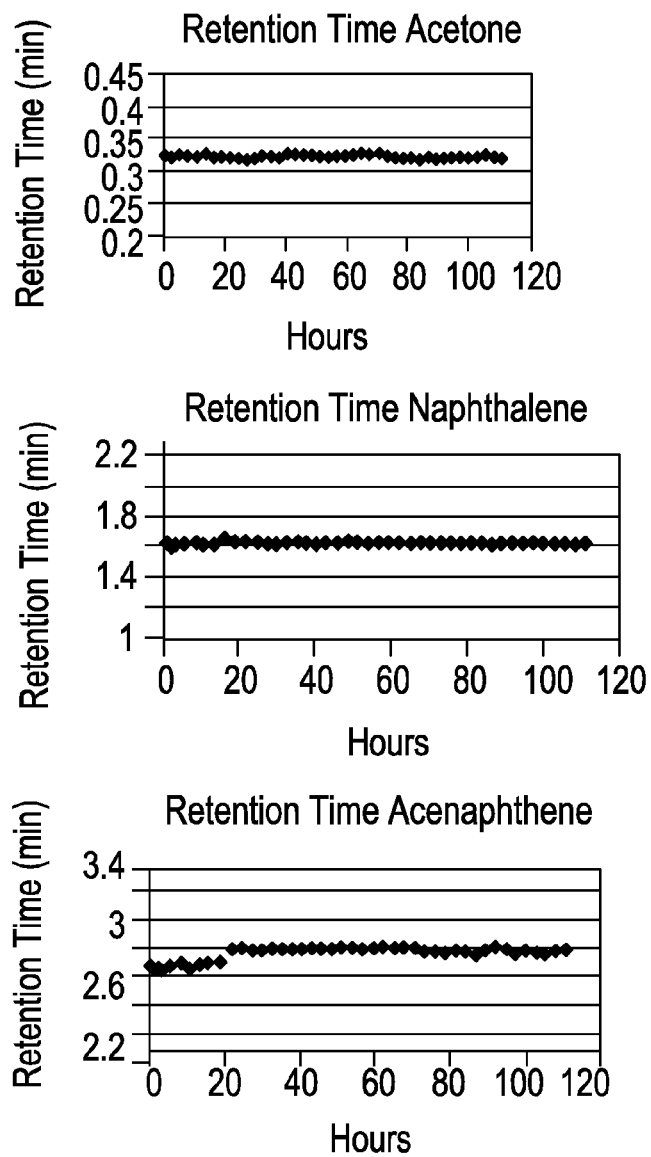 Retention Time Acetone
Retention Time (min)
0.45
0.4
0.35
0.3
0.25
0.2
0 20 40 60 80 100 120
Hours
Retention Time Naphthalene
Retention Time (min)
2.2
1.8
1.4
1
0 20 40 60 80 100 120
Hours
Retention Time Acenaphthene
Retention Time (min)
3.4
3
2.6
2.2
0 20 40 60 80 100 120
Hours